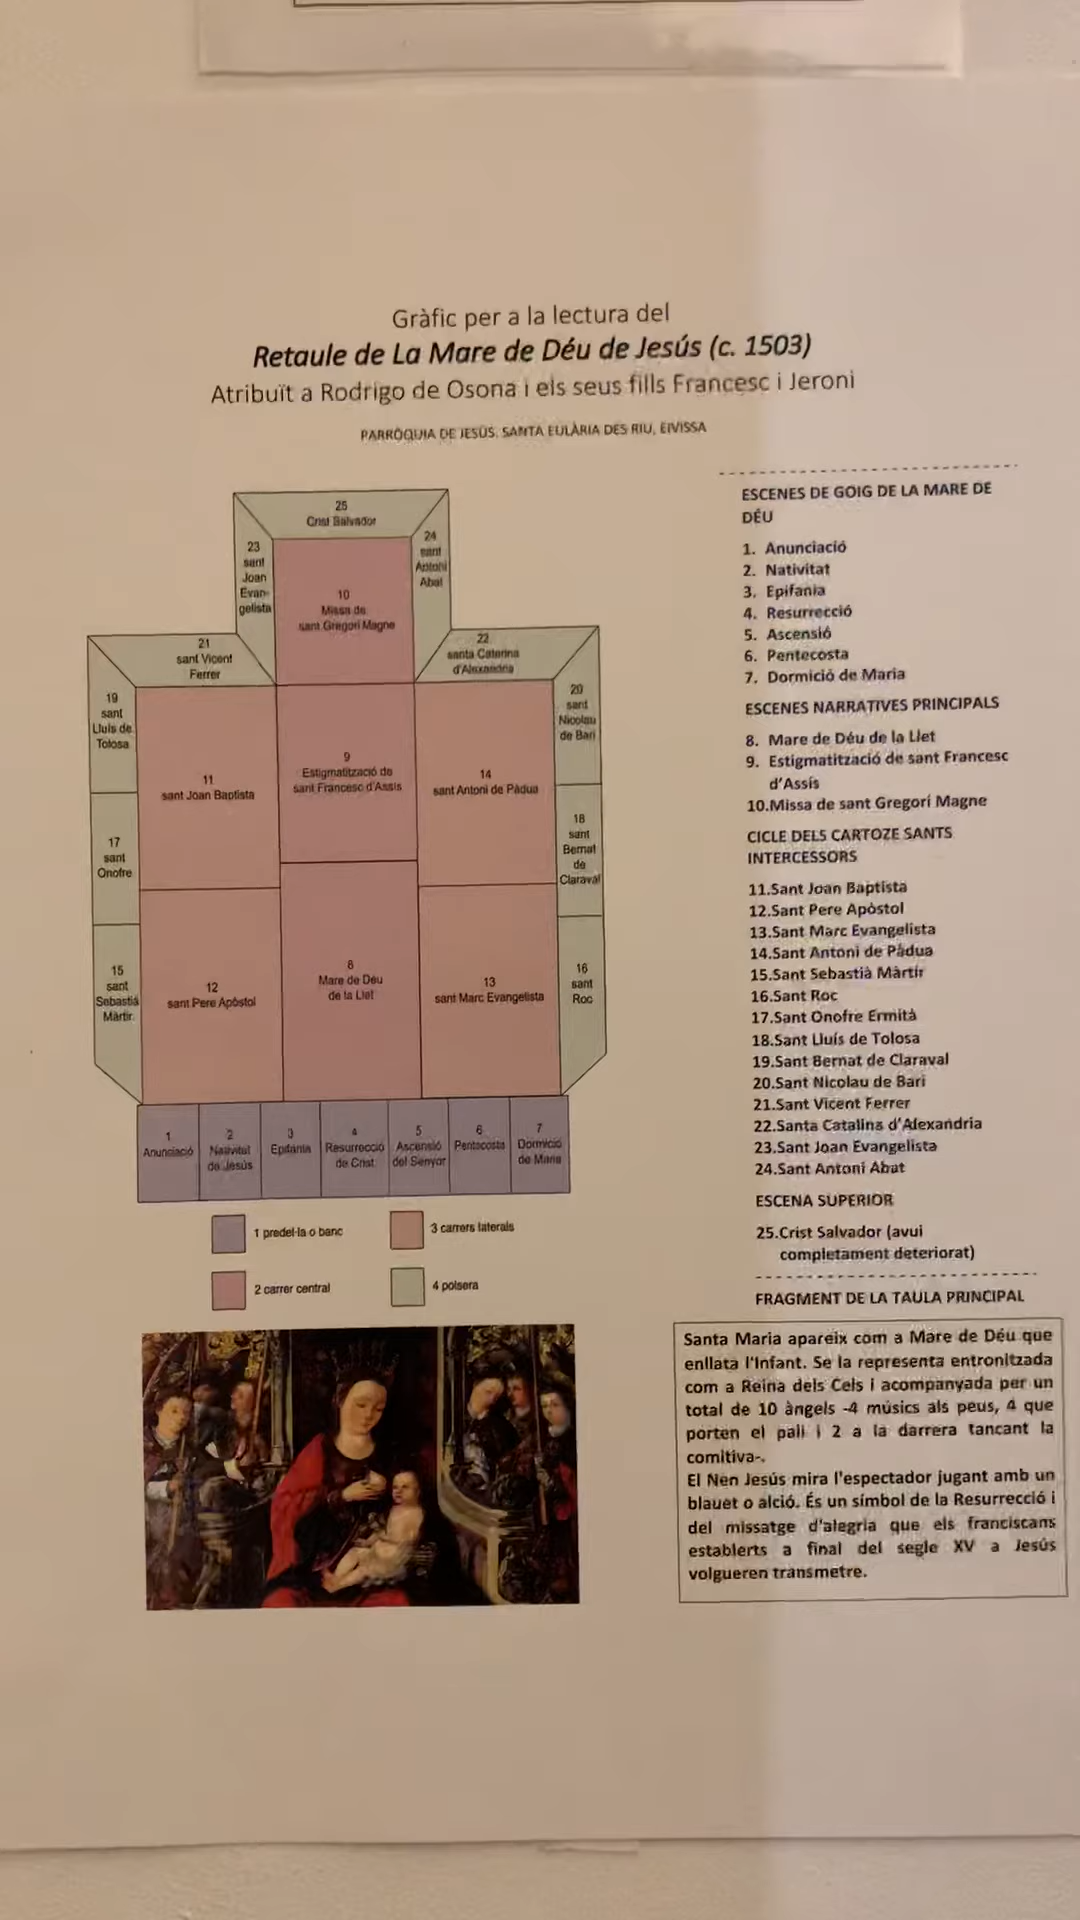 Gràfic per a la lectura del
Retaule de La Mare de Déu de Jesús (c. 1503)
Atribuït a Rodrigo de Osona i els seus fills Francesc i Jeroni
PARRÒQUIA DE JESÚS. SANTA EULÀRIA DES RIU, EIVISSA
25
Crist Salvador
23
sant
Joan
Evan-
gelista
24
sant
Antoni
Abat
10
Missa de
sant Gregori Magne
21
sant Vicent
Ferrer
22
santa Caterina
d'Alexandria
19
sant
Lluís de
Tolosa
20
sant
Nicolau
de Bari
11
sant Joan Baptista
9
Estigmatització de
sant Francesc d'Assís
14
sant Antoni de Pàdua
17
sant
Onofre
18
sant
Bernat
de
Claraval
15
sant
Sebastià
Màrtir
12
sant Pere Apòstol
8
Mare de Déu
de la Llet
13
sant Marc Evangelista
16
sant
Roc
1
Anunciació
2
Nativitat
de Jesús
3
Epifania
4
Resurrecció
de Crist
5
Ascensió
del Senyor
6
Pentecosta
7
Dormició
de Maria
1 predel·la o banc
3 carrers laterals
2 carrer central
4 polsera
ESCENES DE GOIG DE LA MARE DE
DÉU
1. Anunciació
2. Nativitat
3. Epifania
4. Resurrecció
5. Ascensió
6. Pentecosta
7. Dormició de Maria
ESCENES NARRATIVES PRINCIPALS
8. Mare de Déu de la Llet
9. Estigmatització de sant Francesc
d'Assís
10.Missa de sant Gregori Magne
CICLE DELS CARTOZE SANTS
INTERCESSORS
11.Sant Joan Baptista
12.Sant Pere Apòstol
13.Sant Marc Evangelista
14.Sant Antoni de Pàdua
15.Sant Sebastià Màrtir
16.Sant Roc
17.Sant Onofre Ermità
18.Sant Lluís de Tolosa
19.Sant Bernat de Claraval
20.Sant Nicolau de Bari
21.Sant Vicent Ferrer
22.Santa Catalina d'Alexandria
23.Sant Joan Evangelista
24.Sant Antoni Abat
ESCENA SUPERIOR
25.Crist Salvador (avui
completament deteriorat)
FRAGMENT DE LA TAULA PRINCIPAL
Santa Maria apareix com a Mare de Déu que
enllata l'Infant. Se la representa entronitzada
com a Reina dels Cels i acompanyada per un
total de 10 àngels -4 músics als peus, 4 que
porten el pali i 2 a la darrera tancant la
comitiva-.
El Nen Jesús mira l'espectador jugant amb un
blauet o alció. És un símbol de la Resurrecció i
del missatge d'alegria que els franciscans
establerts a final del segle XV a Jesús
volgueren transmetre.